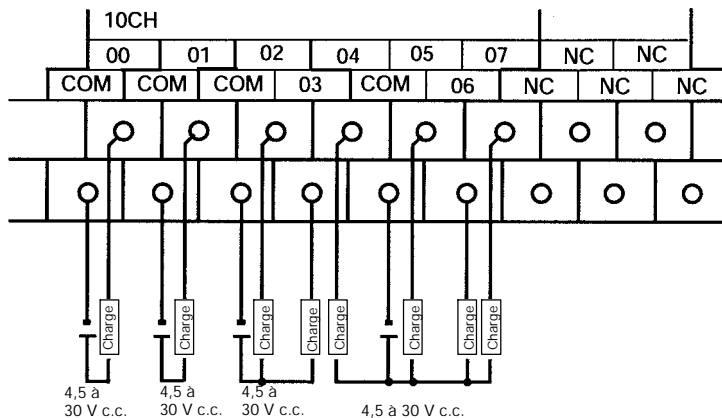 10CH
00 01 02 04 05 07 NC NC
COM COM COM 03 COM 06 NC NC NC
Charge Charge Charge Charge Charge Charge Charge Charge
4,5 à
30 V c.c.
4,5 à
30 V c.c.
4,5 à
30 V c.c.
4,5 à 30 V c.c.